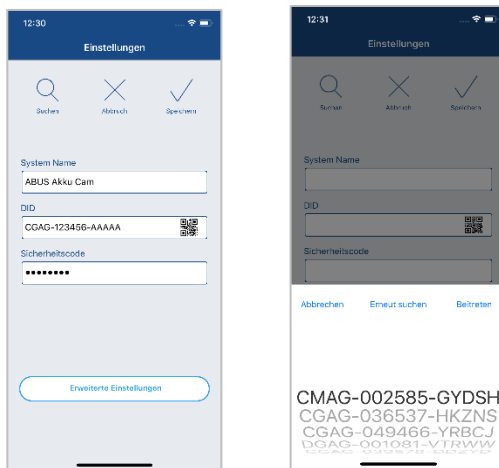 12:30
Einstellungen
Suchen Abbruch Speichern
System Name
ABUS Akku Cam
DID
CGAG-123456-AAAAA
Sicherheitscode
••••••••
Erweiterte Einstellungen
12:31
Einstellungen
Suchen Abbruch Speichern
System Name
DID
Sicherheitscode
Abbrechen Erneut suchen Beitreten
CMAG-002585-GYDSH
CGAG-036537-HKZNS
CGAG-049466-YRBCJ
DGAG-001081-VTRWW